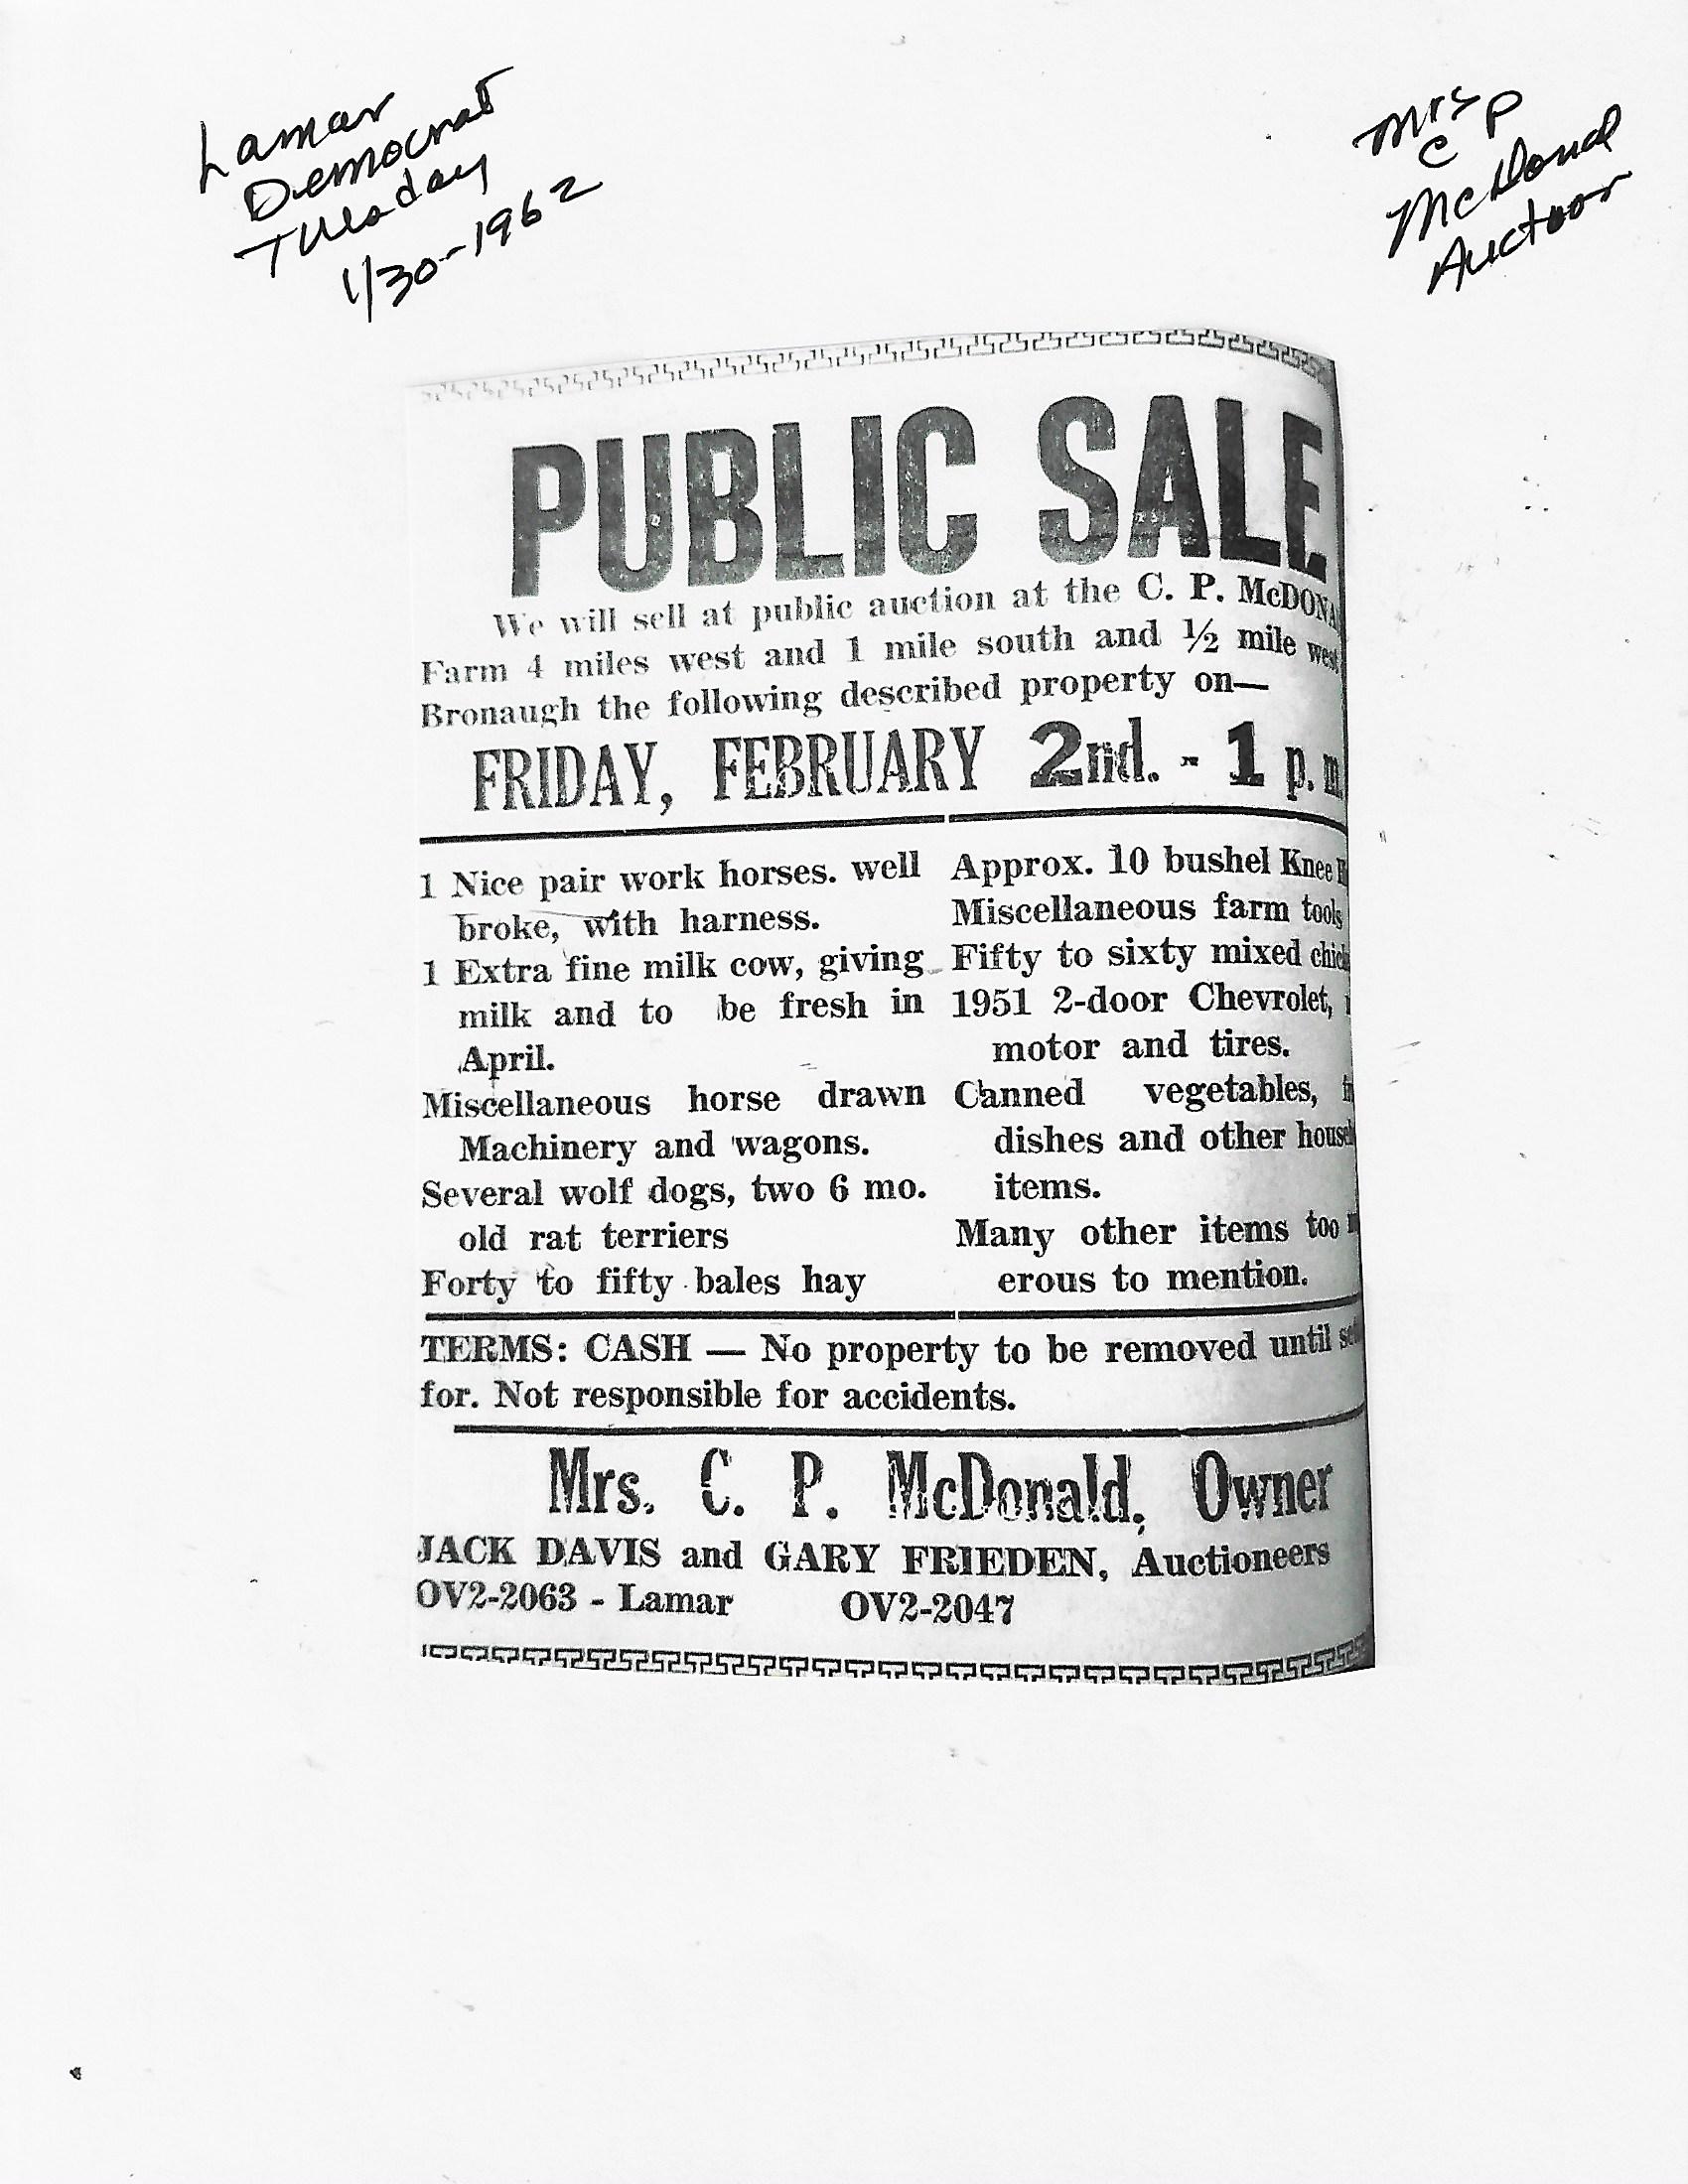 Lamar
Democrat
Tuesday
1/30-1962
Mrs
C P
McDonal
Auctoor
PUBLIC SALE
We will sell at public auction at the C. P. McDONA
Farm 4 miles west and 1 mile south and ½ mile west
Bronaugh the following described property on—
FRIDAY, FEBRUARY 2nd. - 1 p. m
1 Nice pair work horses. well
broke, with harness.
1 Extra fine milk cow, giving
milk and to be fresh in
April.
Miscellaneous horse drawn
Machinery and wagons.
Several wolf dogs, two 6 mo.
old rat terriers
Forty to fifty bales hay
Approx. 10 bushel Knee
Miscellaneous farm tools
Fifty to sixty mixed
1951 2-door Chevrolet,
motor and tires.
Canned vegetables,
dishes and other
items.
Many other items too
erous to mention.
TERMS: CASH — No property to be removed until
for. Not responsible for accidents.
Mrs. C. P. McDonald, Owner
JACK DAVIS and GARY FRIEDEN, Auctioneers
OV2-2063 - Lamar OV2-2047